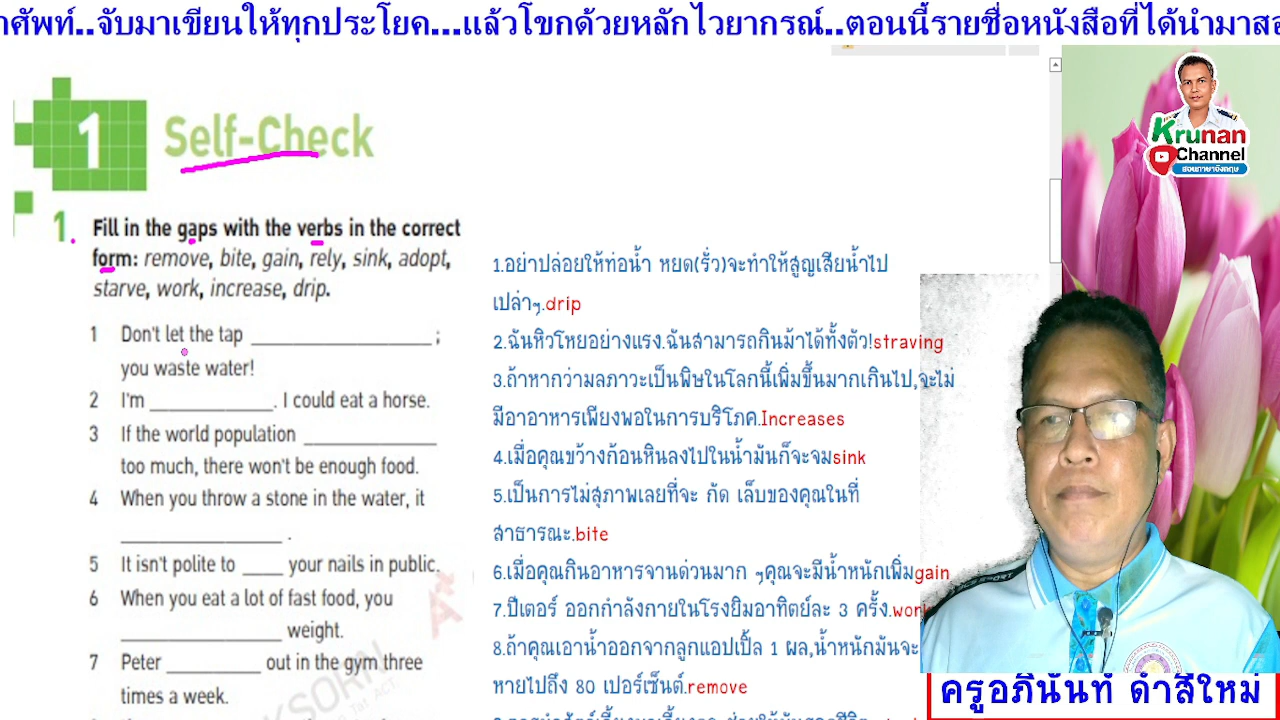 ..จับมาเขียนให้ทุกประโยค...แล้วโขกด้วยหลักไวยากรณ์..ตอนนี้รายชื่อหนังสือที่ได้นำมาสอ
1 Self-Check
1. Fill in the gaps with the verbs in the correct
form: remove, bite, gain, rely, sink, adopt,
starve, work, increase, drip.
1 Don't let the tap ____________________ ;
you waste water!
2 I'm ______________. I could eat a horse.
3 If the world population _______________
too much, there won't be enough food.
4 When you throw a stone in the water, it
__________________ .
5 It isn't polite to ____ your nails in public.
6 When you eat a lot of fast food, you
__________________ weight.
7 Peter __________ out in the gym three
times a week.
1.อย่าปล่อยให้ท่อน้ำ หยด(รั่ว)จะทำให้สูญเสียน้ำไป
เปล่าๆ.drip
2.ฉันหิวโหยอย่างแรง.ฉันสามารถกินม้าได้ทั้งตัว!straving
3.ถ้าหากว่ามลภาวะเป็นพิษในโลกนี้เพิ่มขึ้นมากเกินไป,จะไม่
มีอาอาหารเพียงพอในการบริโภค.Increases
4.เมื่อคุณขว้างก้อนหินลงไปในน้ำมันก็จะจมsink
5.เป็นการไม่สุภาพเลยที่จะ กัด เล็บของคุณในที่
สาธารณะ.bite
6.เมื่อคุณกินอาหารจานด่วนมาก ๆคุณจะมีน้ำหนักเพิ่มgain
7.ปีเตอร์ ออกกำลังกายในโรงยิมอาทิตย์ละ 3 ครั้ง.work
8.ถ้าคุณเอาน้ำออกจากลูกแอปเปิ้ล 1 ผล,น้ำหนักมันจะ
หายไปถึง 80 เปอร์เซ็นต์.remove
Krunan
Channel
สอนภาษาอังกฤษ
ครูอภินันท์ ดำสีใหม่